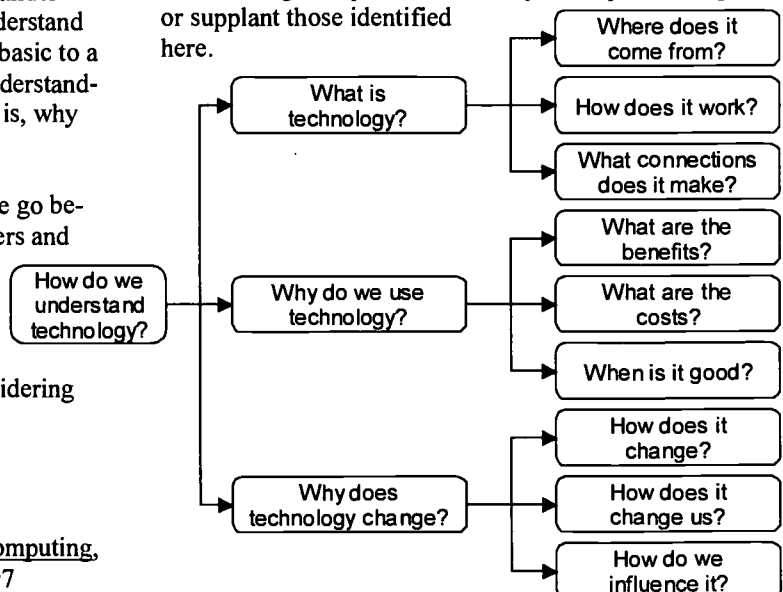 derstand
basic to a
derstand-
is, why
e go be-
ers and
idering
omputing,
7
or supplant those identified
here.
How do we
understand
technology?
What is
technology?
Where does it
come from?
How does it work?
What connections
does it make?
Why do we use
technology?
What are the
benefits?
What are the
costs?
When is it good?
Why does
technology change?
How does it
change?
How does it
change us?
How do we
influence it?